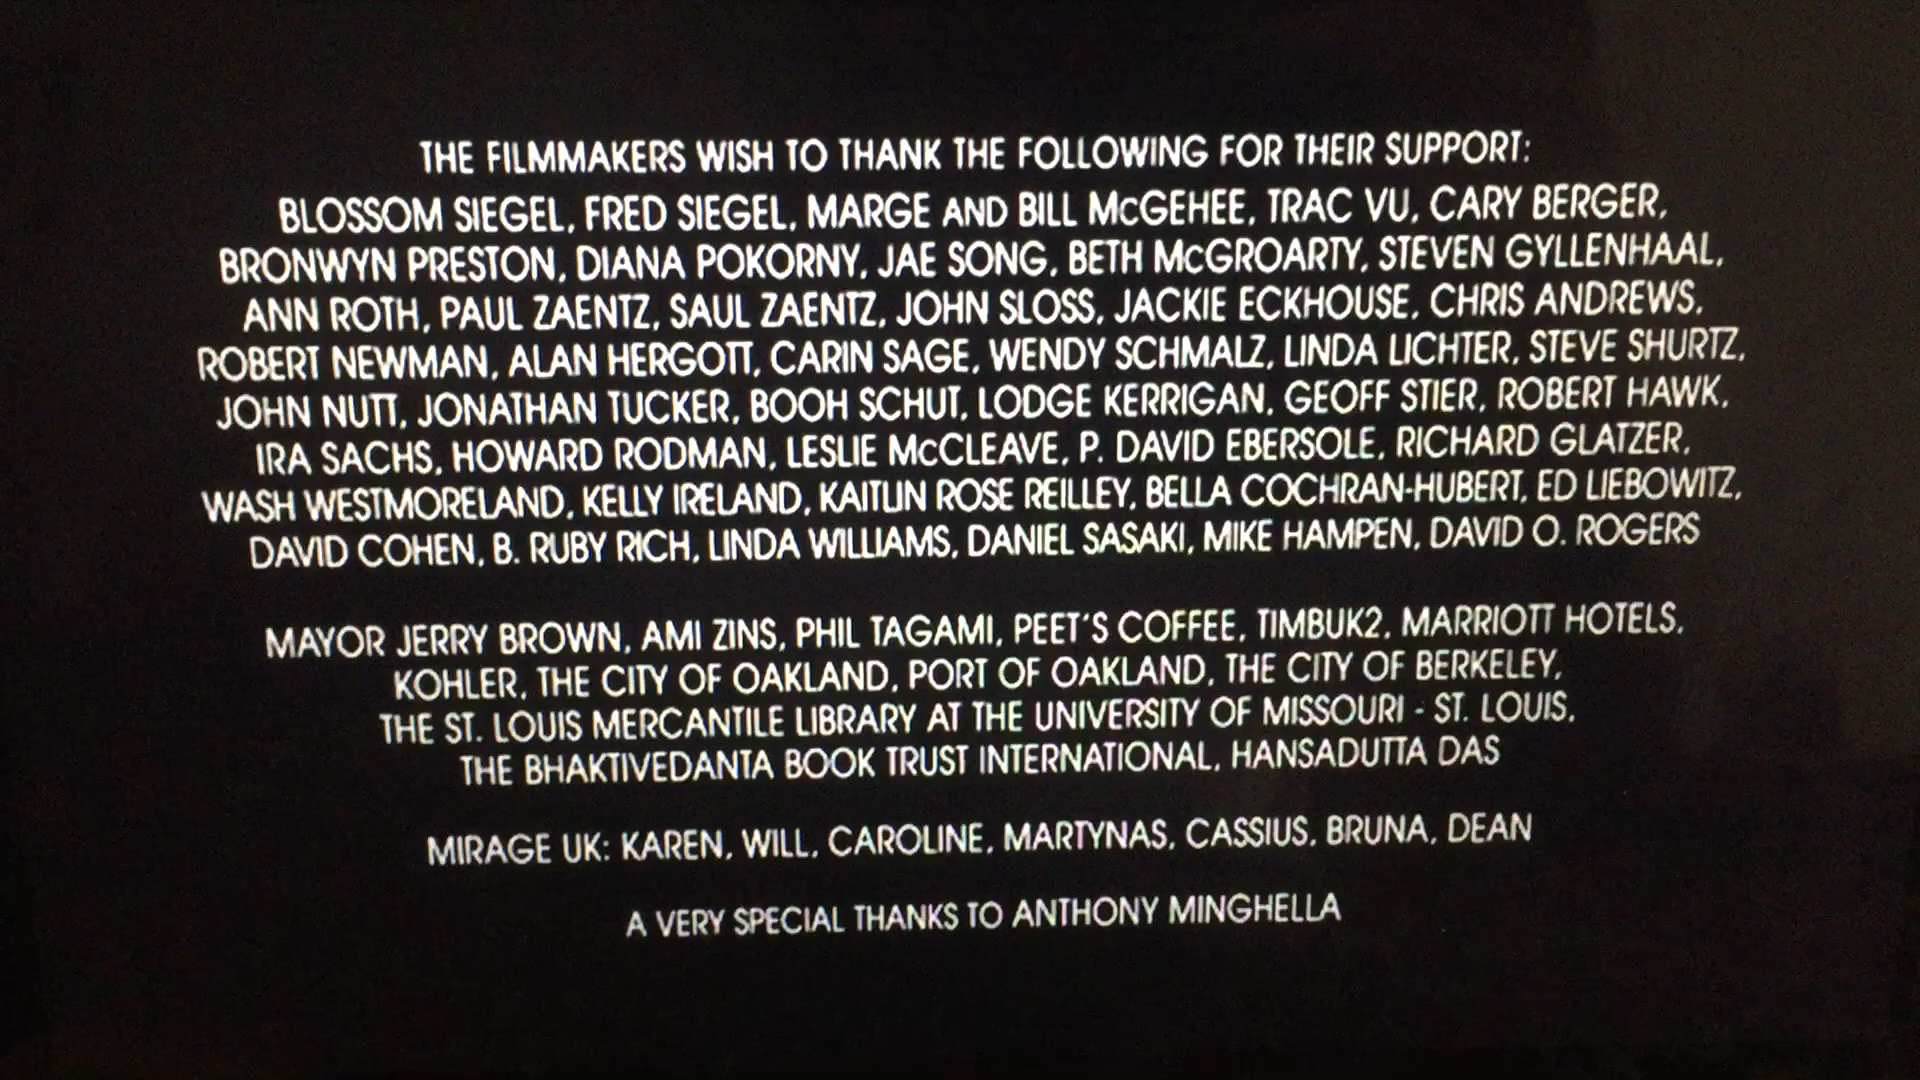 THE FILMMAKERS WISH TO THANK THE FOLLOWING FOR THEIR SUPPORT:
BLOSSOM SIEGEL, FRED SIEGEL, MARGE AND BILL McGEHEE, TRAC VU, CARY BERGER,
BRONWYN PRESTON, DIANA POKORNY, JAE SONG, BETH McGROARTY, STEVEN GYLLENHAAL,
ANN ROTH, PAUL ZAENTZ, SAUL ZAENTZ, JOHN SLOSS, JACKIE ECKHOUSE, CHRIS ANDREWS,
ROBERT NEWMAN, ALAN HERGOTT, CARIN SAGE, WENDY SCHMALZ, LINDA LICHTER, STEVE SHURTZ,
JOHN NUTT, JONATHAN TUCKER, BOOH SCHUT, LODGE KERRIGAN, GEOFF STIER, ROBERT HAWK,
IRA SACHS, HOWARD RODMAN, LESLIE McCLEAVE, P. DAVID EBERSOLE, RICHARD GLATZER,
WASH WESTMORELAND, KELLY IRELAND, KAITLIN ROSE REILLEY, BELLA COCHRAN-HUBERT, ED LIEBOWITZ,
DAVID COHEN, B. RUBY RICH, LINDA WILLIAMS, DANIEL SASAKI, MIKE HAMPEN, DAVID O. ROGERS
MAYOR JERRY BROWN, AMI ZINS, PHIL TAGAMI, PEET'S COFFEE, TIMBUK2, MARRIOTT HOTELS,
KOHLER, THE CITY OF OAKLAND, PORT OF OAKLAND, THE CITY OF BERKELEY,
THE ST. LOUIS MERCANTILE LIBRARY AT THE UNIVERSITY OF MISSOURI - ST. LOUIS,
THE BHAKTIVEDANTA BOOK TRUST INTERNATIONAL, HANSADUTTA DAS
MIRAGE UK: KAREN, WILL, CAROLINE, MARTYNAS, CASSIUS, BRUNA, DEAN
A VERY SPECIAL THANKS TO ANTHONY MINGHELLA